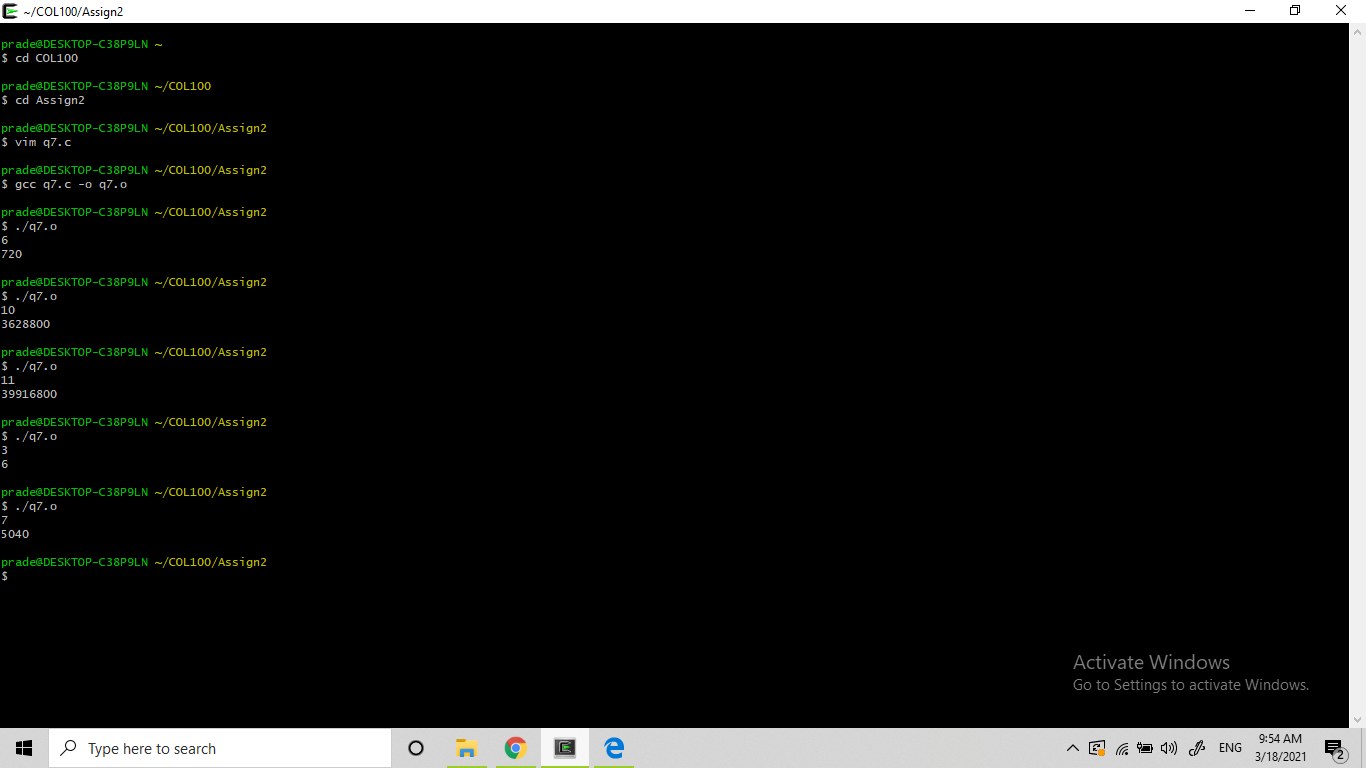 ~/COL100/Assign2
prade@DESKTOP-C38P9LN ~
$ cd COL100
prade@DESKTOP-C38P9LN ~/COL100
$ cd Assign2
prade@DESKTOP-C38P9LN ~/COL100/Assign2
$ vim q7.c
prade@DESKTOP-C38P9LN ~/COL100/Assign2
$ gcc q7.c -o q7.o
prade@DESKTOP-C38P9LN ~/COL100/Assign2
$ ./q7.o
6
720
prade@DESKTOP-C38P9LN ~/COL100/Assign2
$ ./q7.o
10
3628800
prade@DESKTOP-C38P9LN ~/COL100/Assign2
$ ./q7.o
11
39916800
prade@DESKTOP-C38P9LN ~/COL100/Assign2
$ ./q7.o
3
6
prade@DESKTOP-C38P9LN ~/COL100/Assign2
$ ./q7.o
7
5040
prade@DESKTOP-C38P9LN ~/COL100/Assign2
$
Activate Windows
Go to Settings to activate Windows.
Type here to search
ENG
9:54 AM
3/18/2021
2